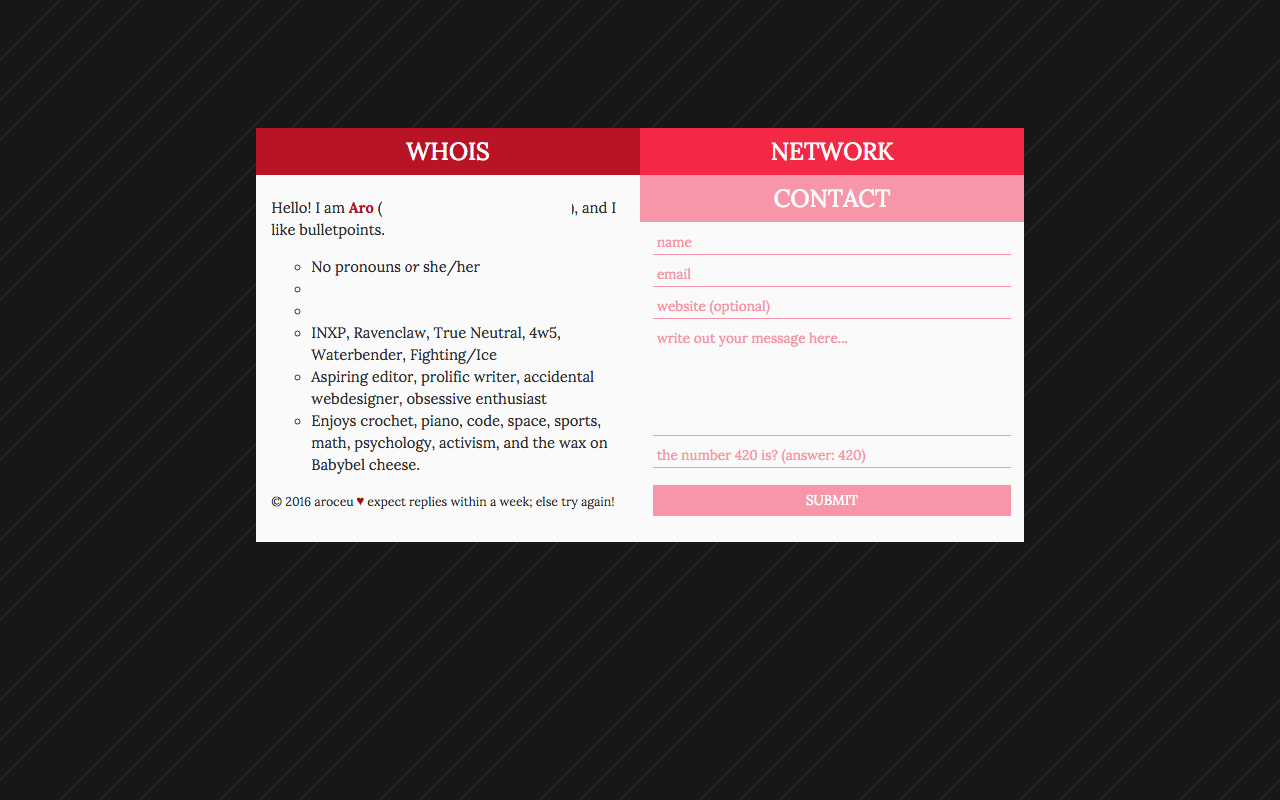 WHOIS
Hello! I am Aro ( ), and I
like bulletpoints.
No pronouns or she/her
INXP, Ravenclaw, True Neutral, 4w5,
Waterbender, Fighting/Ice
Aspiring editor, prolific writer, accidental
webdesigner, obsessive enthusiast
Enjoys crochet, piano, code, space, sports,
math, psychology, activism, and the wax on
Babybel cheese.
© 2016 aroceu ♥ expect replies within a week; else try again!
NETWORK
CONTACT
name
email
website (optional)
write out your message here...
the number 420 is? (answer: 420)
SUBMIT